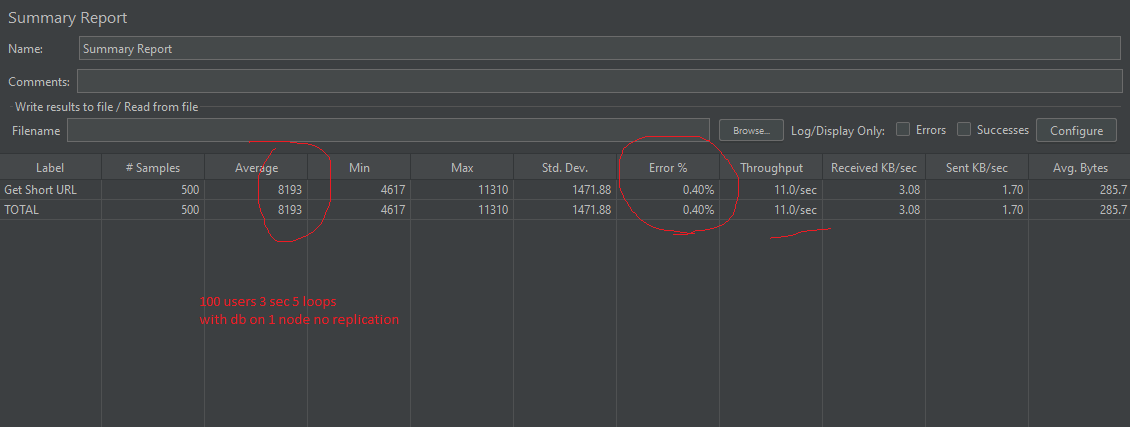 Summary Report
Name: Summary Report
Comments:
Write results to file / Read from file
Filename Browse... Log/Display Only: Errors Successes Configure
Label # Samples Average Min Max Std. Dev. Error % Throughput Received KB/sec Sent KB/sec Avg. Bytes
Get Short URL 500 8193 4617 11310 1471.88 0.40% 11.0/sec 3.08 1.70 285.7
TOTAL 500 8193 4617 11310 1471.88 0.40% 11.0/sec 3.08 1.70 285.7
100 users 3 sec 5 loops
with db on 1 node no replication